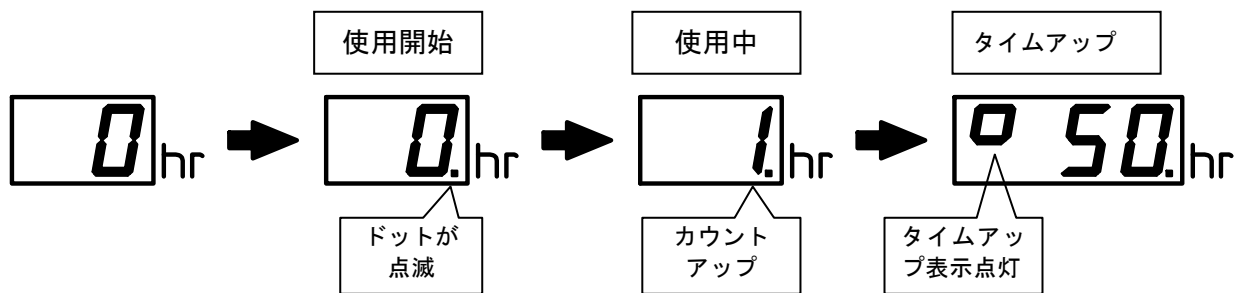 使用開始
使用中
タイムアップ
0 hr
0. hr
1. hr
° 50. hr
ドットが
点滅
カウント
アップ
タイムアッ
プ表示点灯